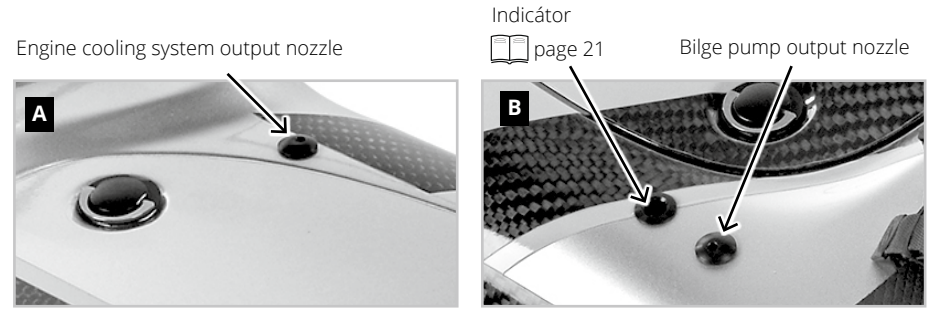 Engine cooling system output nozzle
A
Indicátor
page 21
Bilge pump output nozzle
B